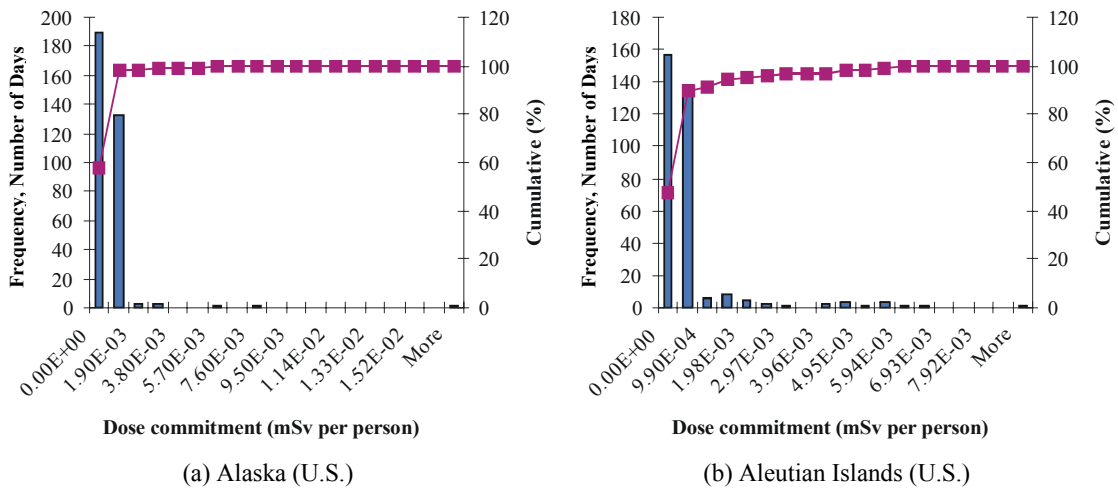 Frequency, Number of Days
200
180
160
140
120
100
80
60
40
20
0
120
100
80
60
40
20
0
Cumulative (%)
0.00E+00
1.90E-03
3.80E-03
5.70E-03
7.60E-03
9.50E-03
1.14E-02
1.33E-02
1.52E-02
More
Dose commitment (mSv per person)
(a) Alaska (U.S.)
Frequency, Number of Days
180
160
140
120
100
80
60
40
20
0
120
100
80
60
40
20
0
Cumulative (%)
0.00E+00
9.90E-04
1.98E-03
2.97E-03
3.96E-03
4.95E-03
5.94E-03
6.93E-03
7.92E-03
More
Dose commitment (mSv per person)
(b) Aleutian Islands (U.S.)